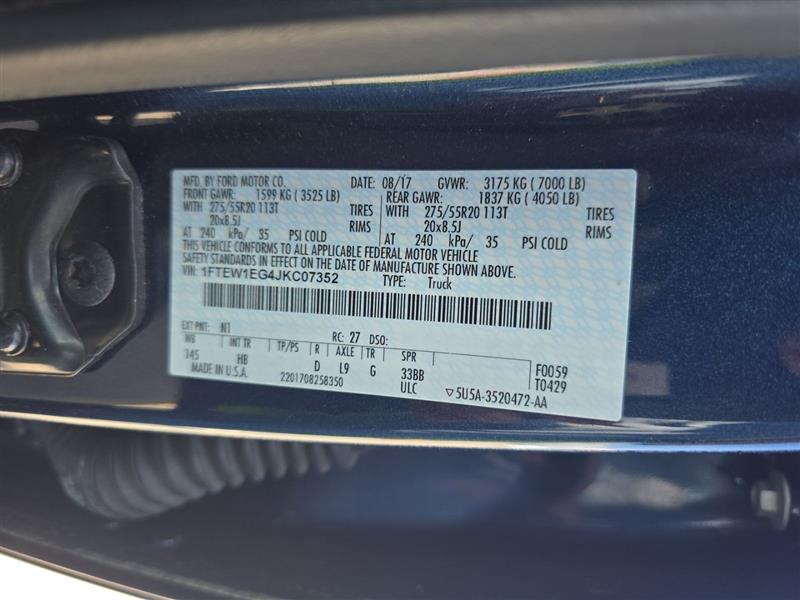 MFD. BY FORD MOTOR CO. DATE: 08/17 GVWR: 3175 KG ( 7000 LB)
FRONT GAWR: 1599 KG ( 3525 LB) REAR GAWR: 1837 KG ( 4050 LB)
WITH 275/55R20 113T TIRES WITH 275/55R20 113T TIRES
20x8.5J RIMS 20x8.5J RIMS
AT 240 kPa/ 35 PSI COLD AT 240 kPa/ 35 PSI COLD
THIS VEHICLE CONFORMS TO ALL APPLICABLE FEDERAL MOTOR VEHICLE
SAFETY STANDARDS IN EFFECT ON THE DATE OF MANUFACTURE SHOWN ABOVE.
VIN: 1FTEW1EG4JKC07352 TYPE: Truck
EXT PNT: N1 RC: 27 DSO:
WB INT TR TP/PS R AXLE TR SPR
145 HB D L9 G 33BB F0059
MADE IN U.S.A. 2201708258350 ULC T0429
▽5U5A-3520472-AA